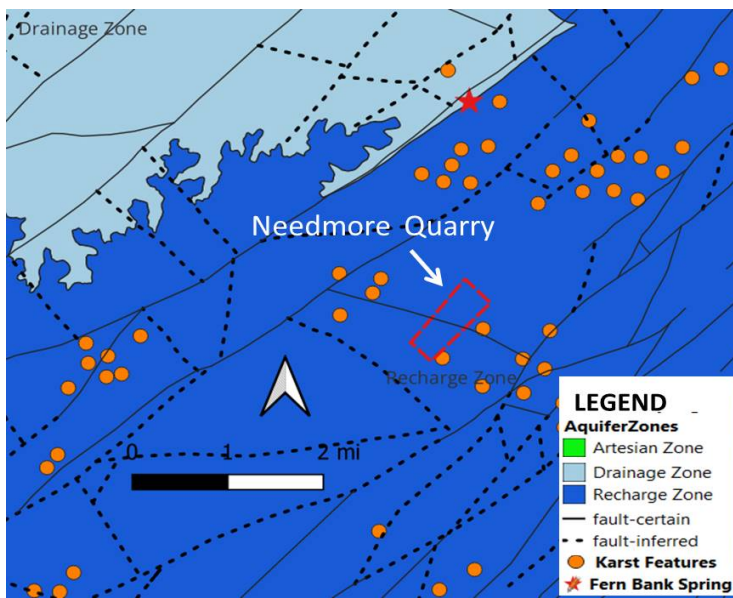 Drainage Zone
Needmore Quarry
Recharge Zone
0 1 2 mi
LEGEND
AquiferZones
Artesian Zone
Drainage Zone
Recharge Zone
fault-certain
fault-inferred
Karst Features
Fern Bank Spring